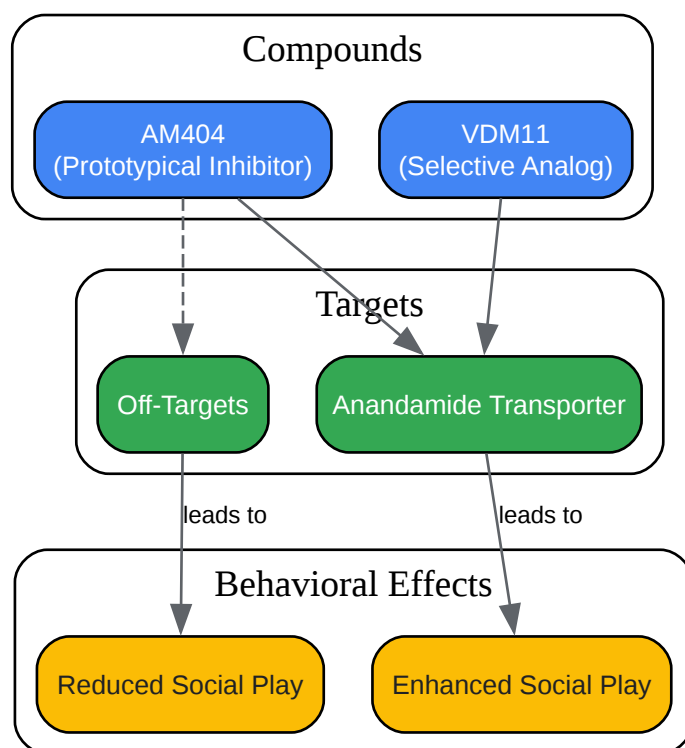 Compounds
AM404
(Prototypical Inhibitor)
VDM11
(Selective Analog)
Targets
Off-Targets
Anandamide Transporter
leads to
leads to
Behavioral Effects
Reduced Social Play
Enhanced Social Play